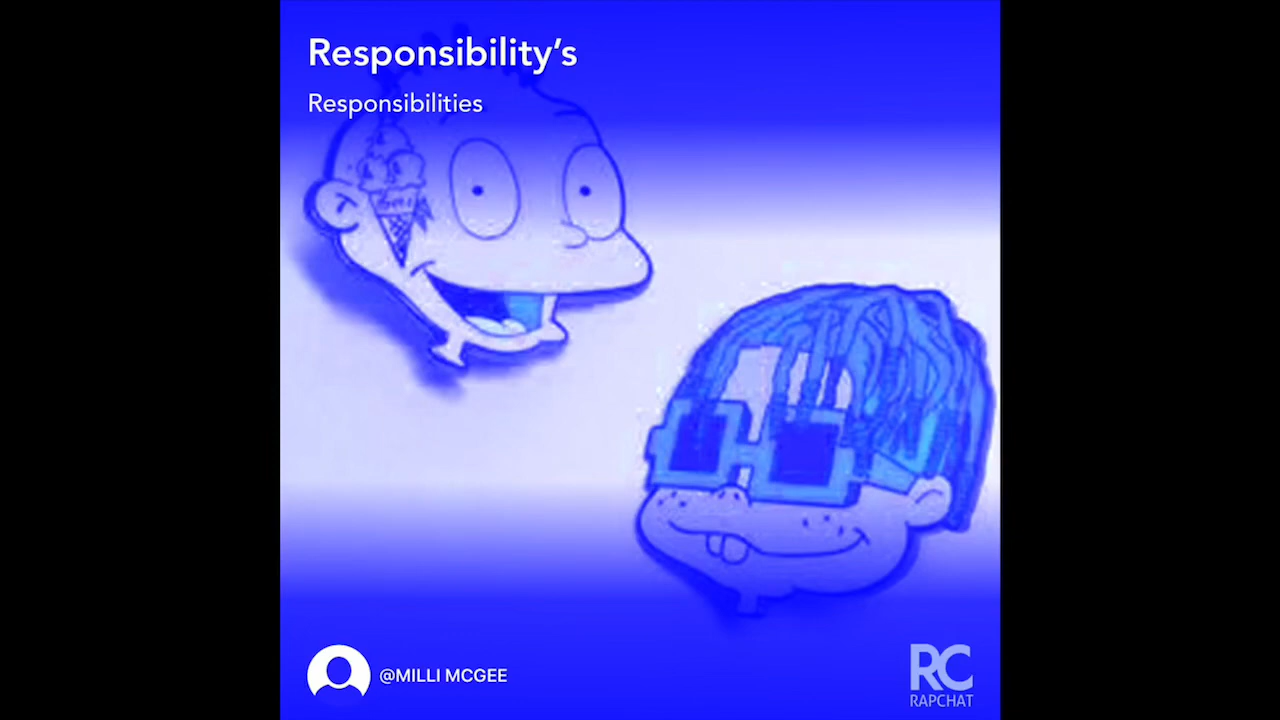 Responsibility’s
Responsibilities
@MILLI MCGEE
RC
RAPCHAT